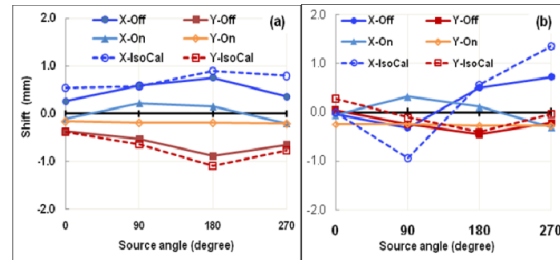 X-Off Y-Off (a)
X-On Y-On
X-IsoCal Y-IsoCal
2.0
1.0
0.0
-1.0
-2.0
Shift (mm)
0 90 180 270
Source angle (degree)
X-Off Y-Off (b)
X-On Y-On
X-IsoCal Y-IsoCal
2.0
1.0
0.0
-1.0
-2.0
0 90 180 270
Source angle (degree)